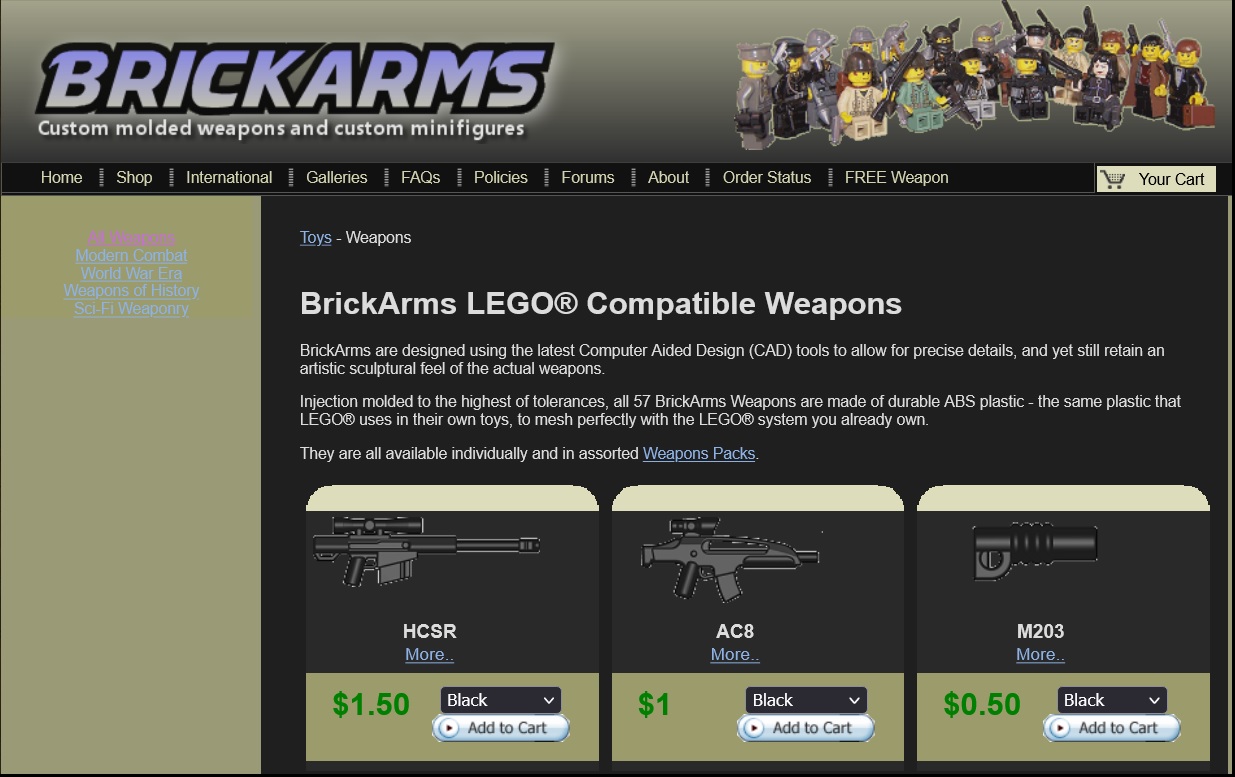 BRICKARMS
Custom molded weapons and custom minifigures
Home Shop International Galleries FAQs Policies Forums About Order Status FREE Weapon Your Cart
All Weapons
Modern Combat
World War Era
Weapons of History
Sci-Fi Weaponry
Toys - Weapons
BrickArms LEGO® Compatible Weapons
BrickArms are designed using the latest Computer Aided Design (CAD) tools to allow for precise details, and yet still retain an
artistic sculptural feel of the actual weapons.
Injection molded to the highest of tolerances, all 57 BrickArms Weapons are made of durable ABS plastic - the same plastic that
LEGO® uses in their own toys, to mesh perfectly with the LEGO® system you already own.
They are all available individually and in assorted Weapons Packs.
HCSR AC8 M203
More.. More.. More..
$1.50 Black $1 Black $0.50 Black
Add to Cart Add to Cart Add to Cart